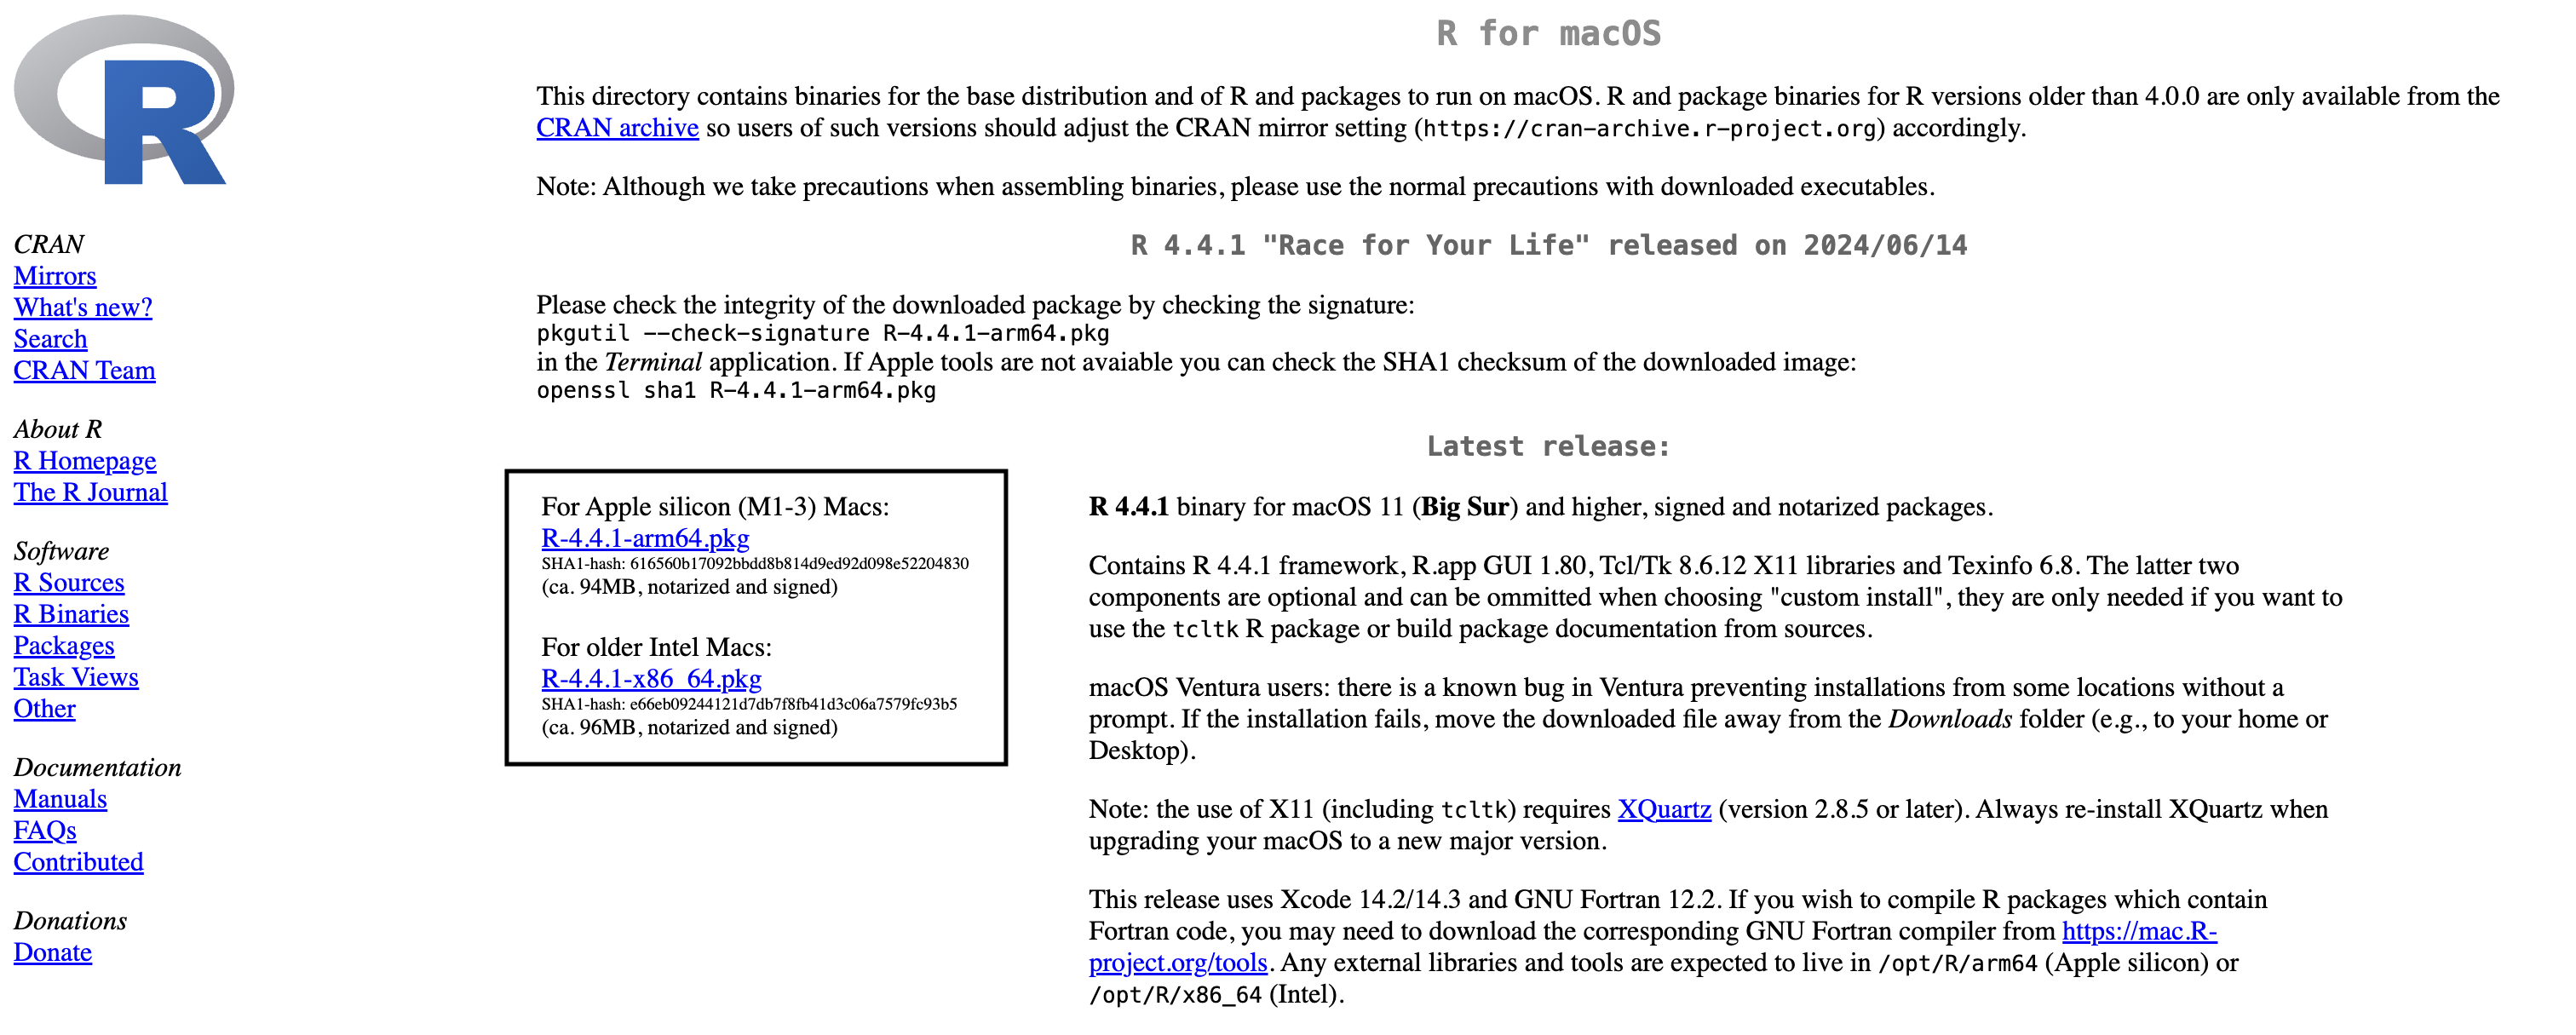 R
CRAN
Mirrors
What's new?
Search
CRAN Team
About R
R Homepage
The R Journal
Software
R Sources
R Binaries
Packages
Task Views
Other
Documentation
Manuals
FAQs
Contributed
Donations
Donate
R for macOS
This directory contains binaries for the base distribution and of R and packages to run on macOS. R and package binaries for R versions older than 4.0.0 are only available from the
CRAN archive so users of such versions should adjust the CRAN mirror setting (https://cran-archive.r-project.org) accordingly.
Note: Although we take precautions when assembling binaries, please use the normal precautions with downloaded executables.
R 4.4.1 "Race for Your Life" released on 2024/06/14
Please check the integrity of the downloaded package by checking the signature:
pkgutil --check-signature R-4.4.1-arm64.pkg
in the Terminal application. If Apple tools are not avaiable you can check the SHA1 checksum of the downloaded image:
openssl sha1 R-4.4.1-arm64.pkg
Latest release:
For Apple silicon (M1-3) Macs:
R-4.4.1-arm64.pkg
SHA1-hash: 616560b17092bbdd8b814d9ed92d098e52204830
(ca. 94MB, notarized and signed)
For older Intel Macs:
R-4.4.1-x86_64.pkg
SHA1-hash: e66eb09244121d7db7f8fb41d3c06a7579fc93b5
(ca. 96MB, notarized and signed)
R 4.4.1 binary for macOS 11 (Big Sur) and higher, signed and notarized packages.
Contains R 4.4.1 framework, R.app GUI 1.80, Tcl/Tk 8.6.12 X11 libraries and Texinfo 6.8. The latter two
components are optional and can be ommitted when choosing "custom install", they are only needed if you want to
use the tcltk R package or build package documentation from sources.
macOS Ventura users: there is a known bug in Ventura preventing installations from some locations without a
prompt. If the installation fails, move the downloaded file away from the Downloads folder (e.g., to your home or
Desktop).
Note: the use of X11 (including tcltk) requires XQuartz (version 2.8.5 or later). Always re-install XQuartz when
upgrading your macOS to a new major version.
This release uses Xcode 14.2/14.3 and GNU Fortran 12.2. If you wish to compile R packages which contain
Fortran code, you may need to download the corresponding GNU Fortran compiler from https://mac.R-
project.org/tools. Any external libraries and tools are expected to live in /opt/R/arm64 (Apple silicon) or
/opt/R/x86_64 (Intel).